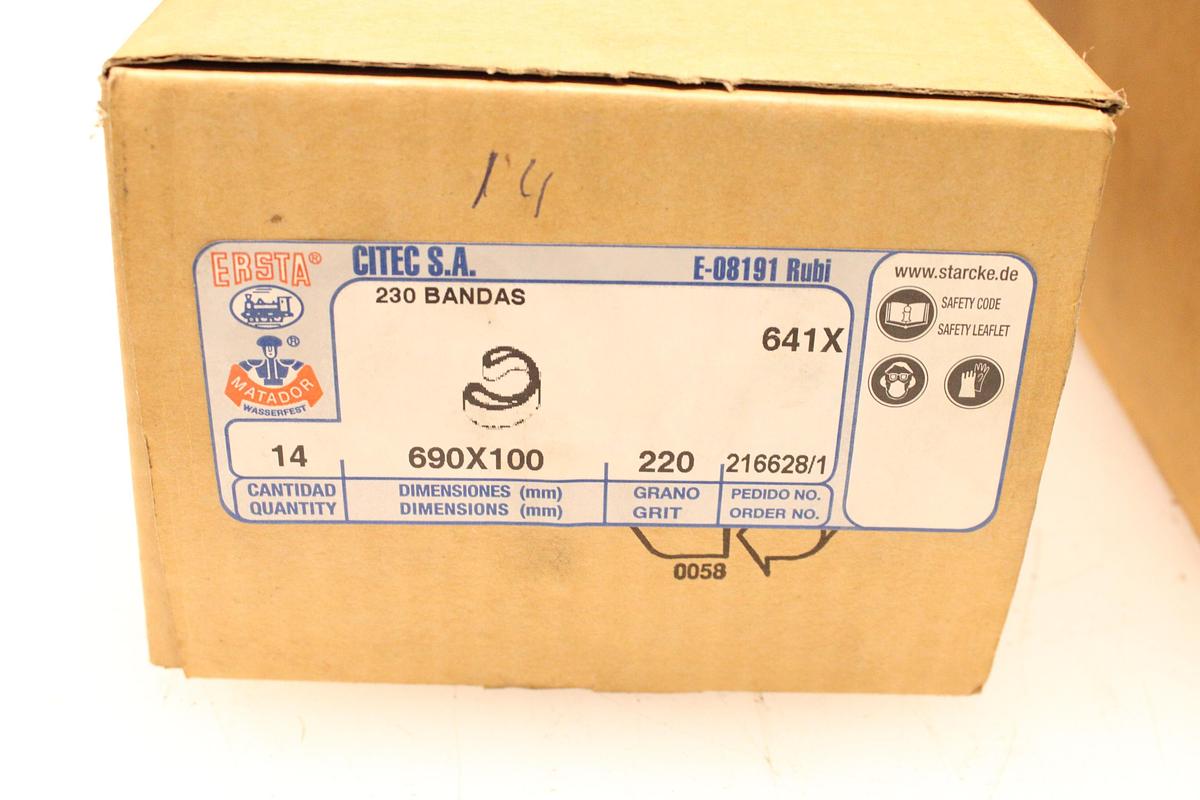 14
ERSTA®
CITEC S.A.
E-08191 Rubi
www.starcke.de
230 BANDAS
641X
SAFETY CODE
SAFETY LEAFLET
®
MATADOR
WASSERFEST
14
690X100
220
216628/1
CANTIDAD
QUANTITY
DIMENSIONES (mm)
DIMENSIONS (mm)
GRANO
GRIT
PEDIDO NO.
ORDER NO.
0058